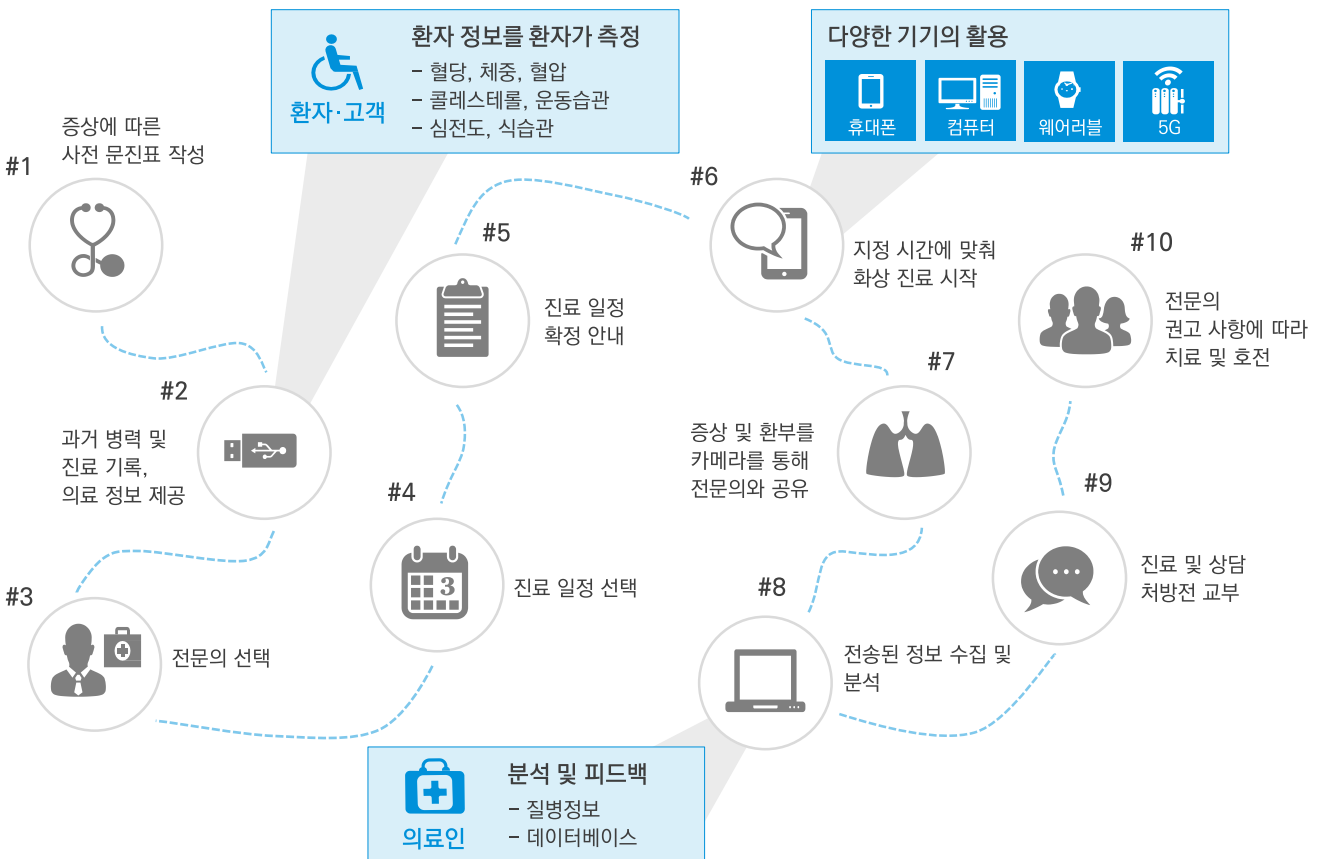 환자 정보를 환자가 측정
- 혈당, 체중, 혈압
- 콜레스테롤, 운동습관
- 심전도, 식습관
환자·고객
다양한 기기의 활용
휴대폰
컴퓨터
웨어러블
5G
#1
증상에 따른
사전 문진표 작성
#2
과거 병력 및
진료 기록,
의료 정보 제공
#3
전문의 선택
#4
3
진료 일정 선택
#5
진료 일정
확정 안내
#6
지정 시간에 맞춰
화상 진료 시작
#7
증상 및 환부를
카메라를 통해
전문의와 공유
#8
전송된 정보 수집 및
분석
#9
진료 및 상담
처방전 교부
#10
전문의
권고 사항에 따라
치료 및 호전
의료인
분석 및 피드백
- 질병정보
- 데이터베이스